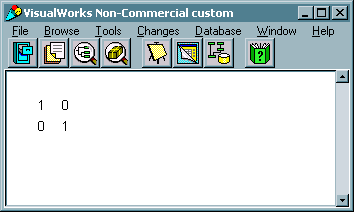 VisualWorks Non-Commercial custom
File Browse Tools Changes Database Window Help
?
1 0
0 1